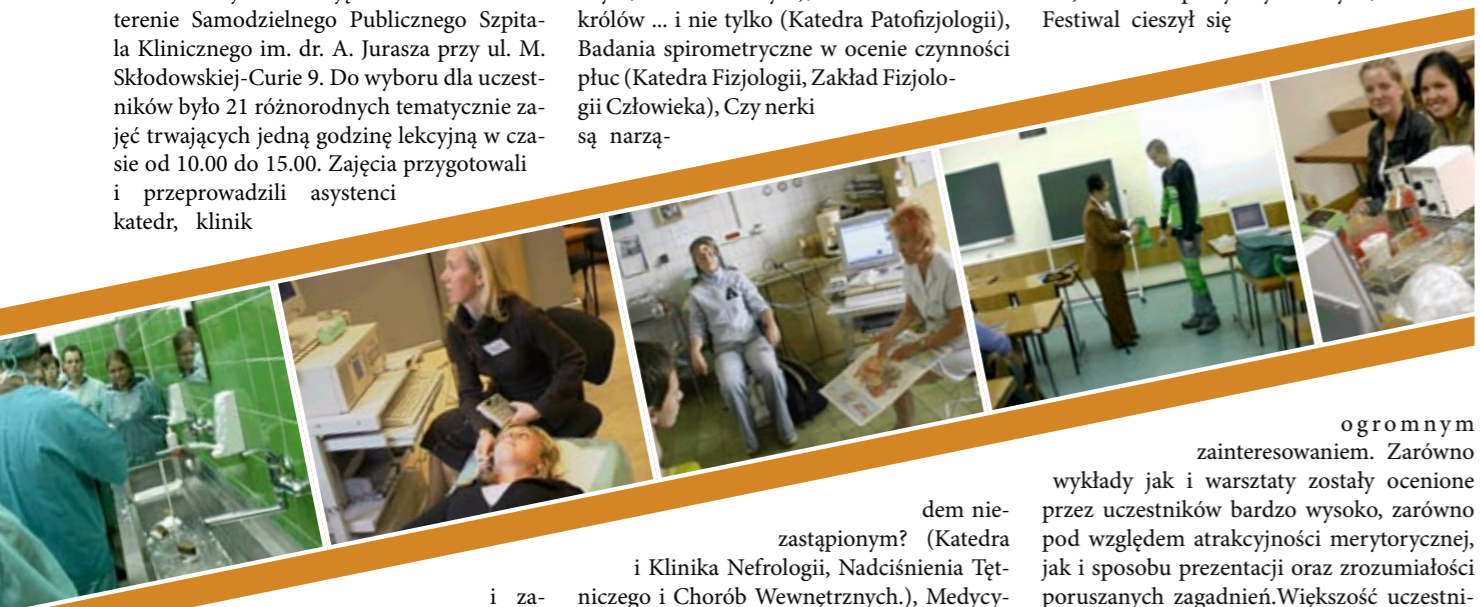 terenie Samodzielnego Publicznego Szpita-
la Klinicznego im. dr. A. Jurasza przy ul. M.
Skłodowskiej-Curie 9. Do wyboru dla uczest-
ników było 21 różnorodnych tematycznie za-
jęć trwających jedną godzinę lekcyjną w cza-
sie od 10.00 do 15.00. Zajęcia przygotowali
i przeprowadzili asystenci
katedr, klinik
i za-
królów ... i nie tylko (Katedra Patofizjologii),
Badania spirometryczne w ocenie czynności
płuc (Katedra Fizjologii, Zakład Fizjolo-
gii Człowieka), Czy nerki
są narzą-
dem nie-
zastąpionym? (Katedra
i Klinika Nefrologii, Nadciśnienia Tęt-
niczego i Chorób Wewnętrznych.), Medycy-
Festiwal cieszył się
ogromnym
zainteresowaniem. Zarówno
wykłady jak i warsztaty zostały ocenione
przez uczestników bardzo wysoko, zarówno
pod względem atrakcyjności merytorycznej,
jak i sposobu prezentacji oraz zrozumiałości
poruszanych zagadnień.Większość uczestni-